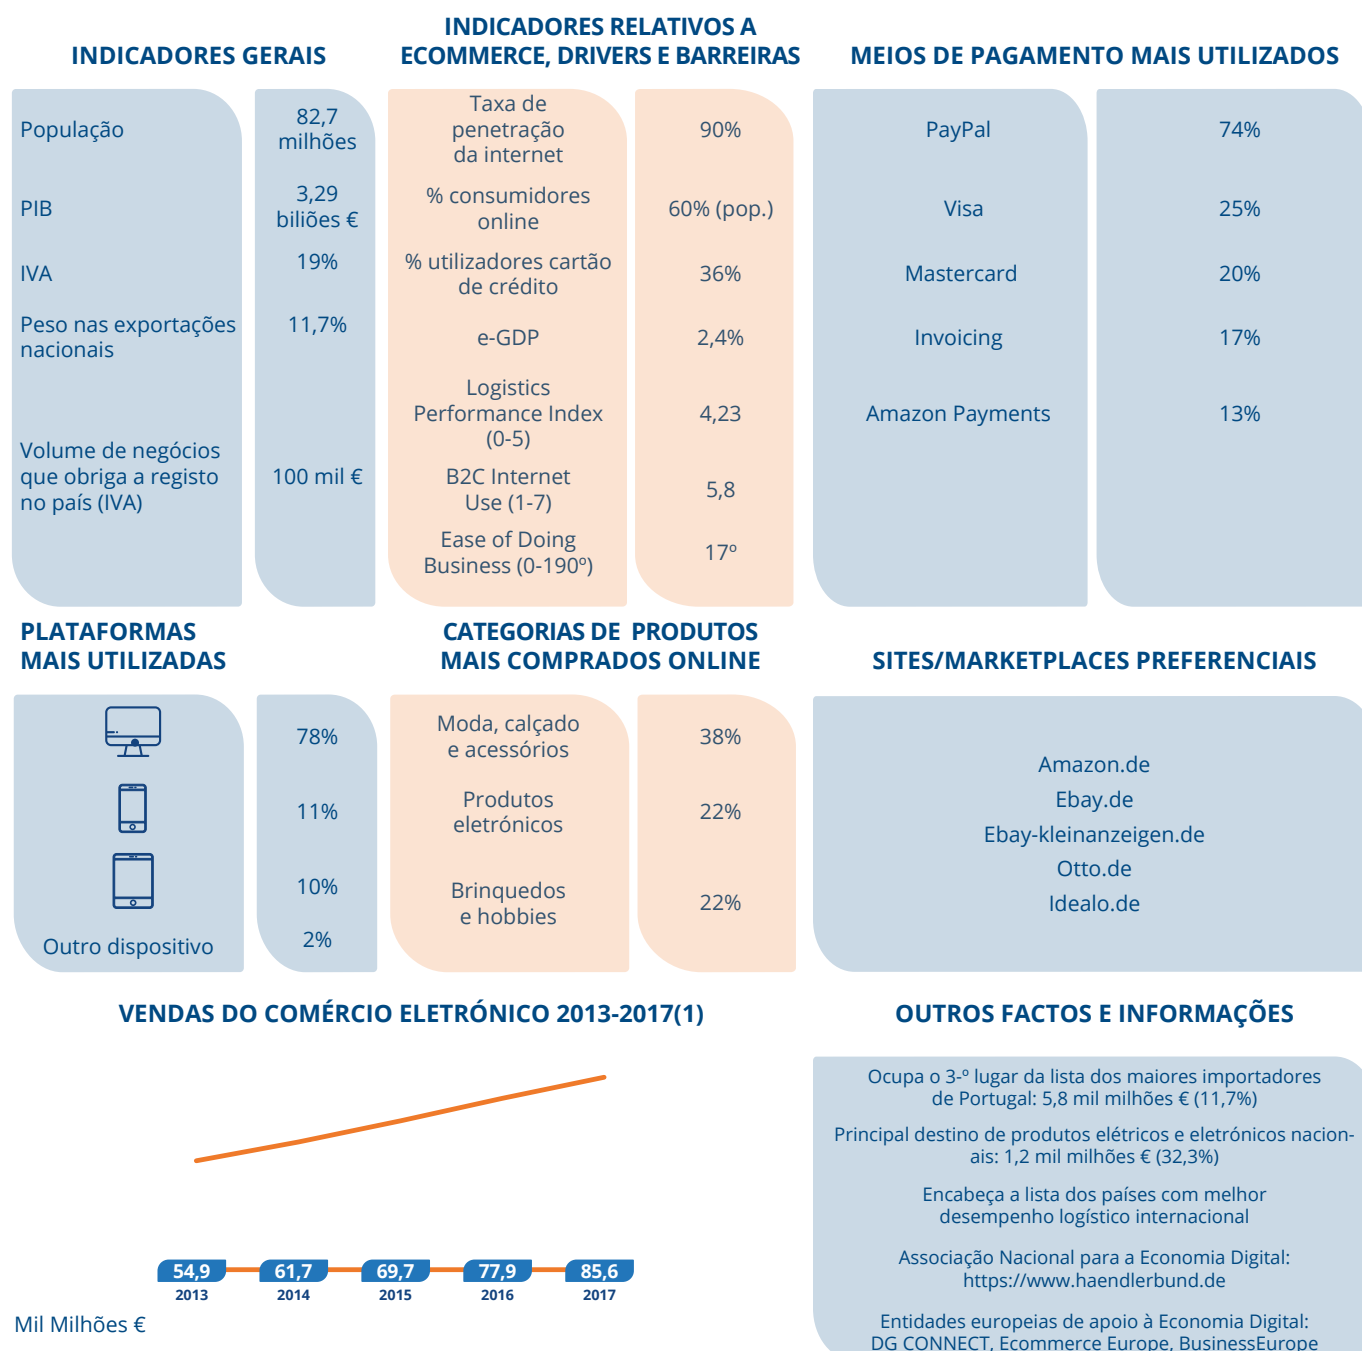 INDICADORES GERAIS
População
82,7
milhões
PIB
3,29
biliões €
IVA
19%
Peso nas exportações
nacionais
11,7%
Volume de negócios
que obriga a registo
no país (IVA)
100 mil €
INDICADORES RELATIVOS A
ECOMMERCE, DRIVERS E BARREIRAS
Taxa de
penetração
da internet
90%
% consumidores
online
60% (pop.)
% utilizadores cartão
de crédito
36%
e-GDP
2,4%
Logistics
Performance Index
(0-5)
4,23
B2C Internet
Use (1-7)
5,8
Ease of Doing
Business (0-190º)
17º
MEIOS DE PAGAMENTO MAIS UTILIZADOS
PayPal
74%
Visa
25%
Mastercard
20%
Invoicing
17%
Amazon Payments
13%
PLATAFORMAS
MAIS UTILIZADAS
78%
11%
10%
Outro dispositivo
2%
CATEGORIAS DE PRODUTOS
MAIS COMPRADOS ONLINE
Moda, calçado
e acessórios
38%
Produtos
eletrónicos
22%
Brinquedos
e hobbies
22%
SITES/MARKETPLACES PREFERENCIAIS
Amazon.de
Ebay.de
Ebay-kleinanzeigen.de
Otto.de
Idealo.de
VENDAS DO COMÉRCIO ELETRÓNICO 2013-2017(1)
54,9 61,7 69,7 77,9 85,6
2013 2014 2015 2016 2017
Mil Milhões €
OUTROS FACTOS E INFORMAÇÕES
Ocupa o 3-º lugar da lista dos maiores importadores
de Portugal: 5,8 mil milhões € (11,7%)
Principal destino de produtos elétricos e eletrónicos nacion-
ais: 1,2 mil milhões € (32,3%)
Encabeça a lista dos países com melhor
desempenho logístico internacional
Associação Nacional para a Economia Digital:
https://www.haendlerbund.de
Entidades europeias de apoio à Economia Digital:
DG CONNECT, Ecommerce Europe, BusinessEurope